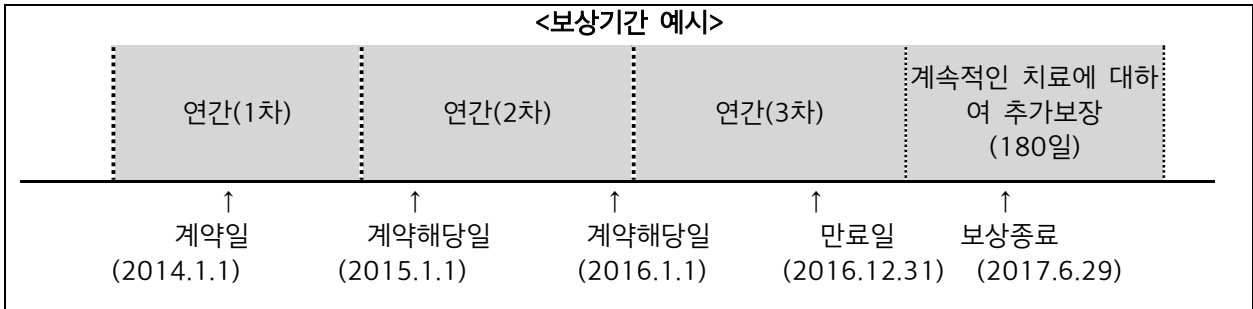 <보상기간 예시>
연간(1차)
연간(2차)
연간(3차)
계속적인 치료에 대하
여 추가보장
(180일)
↑ ↑ ↑ ↑ ↑
계약일 계약해당일 계약해당일 만료일 보상종료
(2014.1.1) (2015.1.1) (2016.1.1) (2016.12.31) (2017.6.29)